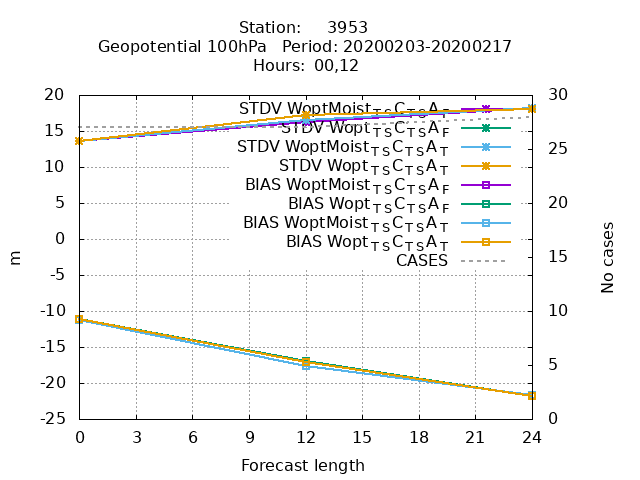 Station: 3953
Geopotential 100hPa Period: 20200203-20200217
Hours: 00,12
20
15
10
5
0
-5
-10
-15
-20
-25
m
STDV WoptMoistTSCTSAF
STDV WoptTSCTSAF
STDV WoptMoistTSCTSAT
STDV WoptTSCTSAT
BIAS WoptMoistTSCTSAF
BIAS WoptTSCTSAF
BIAS WoptMoistTSCTSAT
BIAS WoptTSCTSAT
CASES
30
25
20
15
10
5
0
No cases
0 3 6 9 12 15 18 21 24
Forecast length